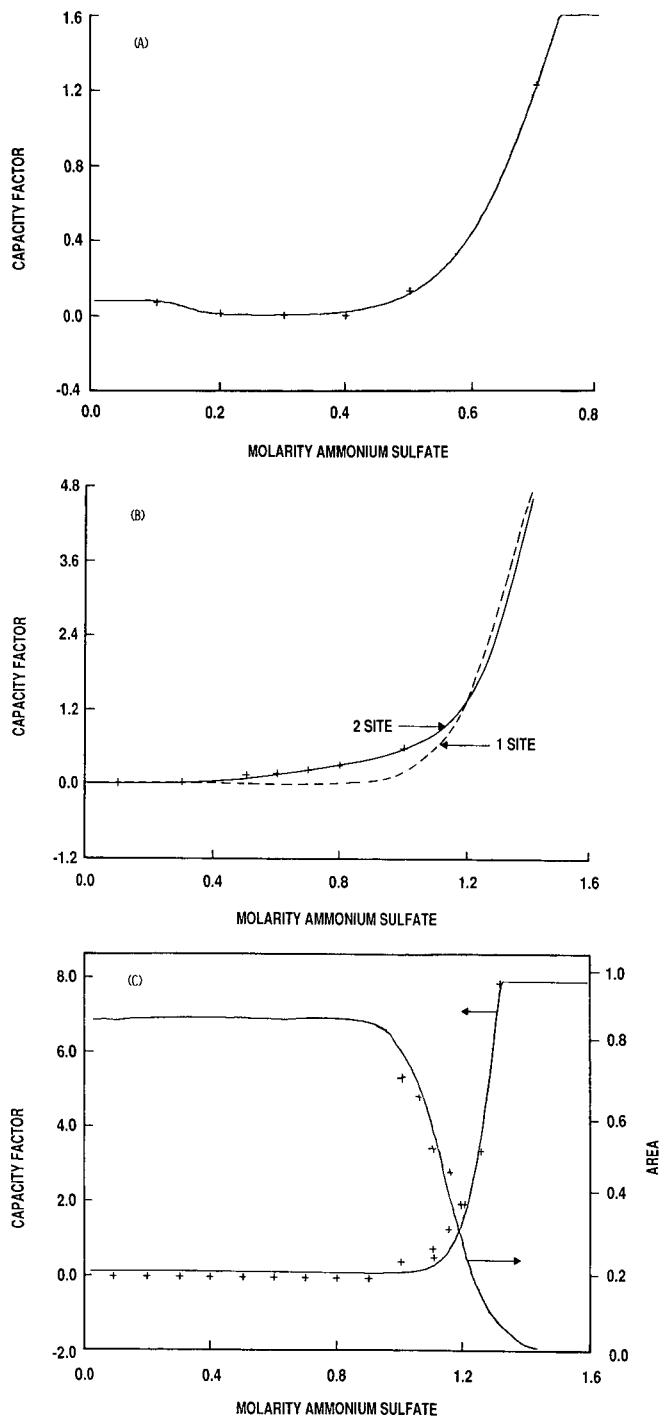 (A)
1.6
1.2
0.8
0.4
0.0
-0.4
CAPACITY FACTOR
0.0 0.2 0.4 0.6 0.8
MOLARITY AMMONIUM SULFATE
(B)
4.8
3.6
2.4
1.2
0.0
-1.2
CAPACITY FACTOR
2 SITE
1 SITE
0.0 0.4 0.8 1.2 1.6
MOLARITY AMMONIUM SULFATE
(C)
8.0
6.0
4.0
2.0
0.0
-2.0
CAPACITY FACTOR
1.0
0.8
0.6
0.4
0.2
0.0
AREA
0.0 0.4 0.8 1.2 1.6
MOLARITY AMMONIUM SULFATE